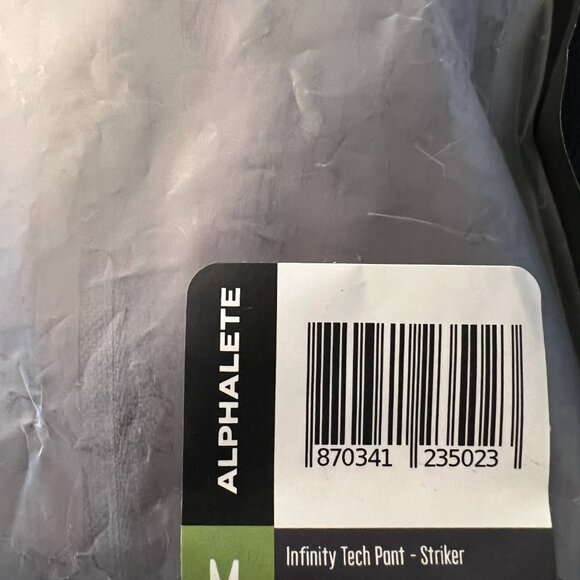 ALPHALETE
870341 235023
M
Infinity Tech Pant - Striker